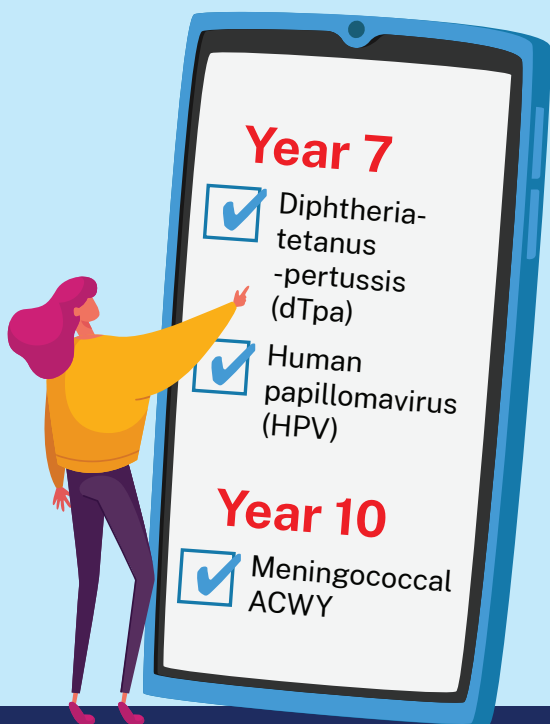 Year 7
Diphtheria-
tetanus
-pertussis
(dTpa)
Human
papillomavirus
(HPV)
Year 10
Meningococcal
ACWY